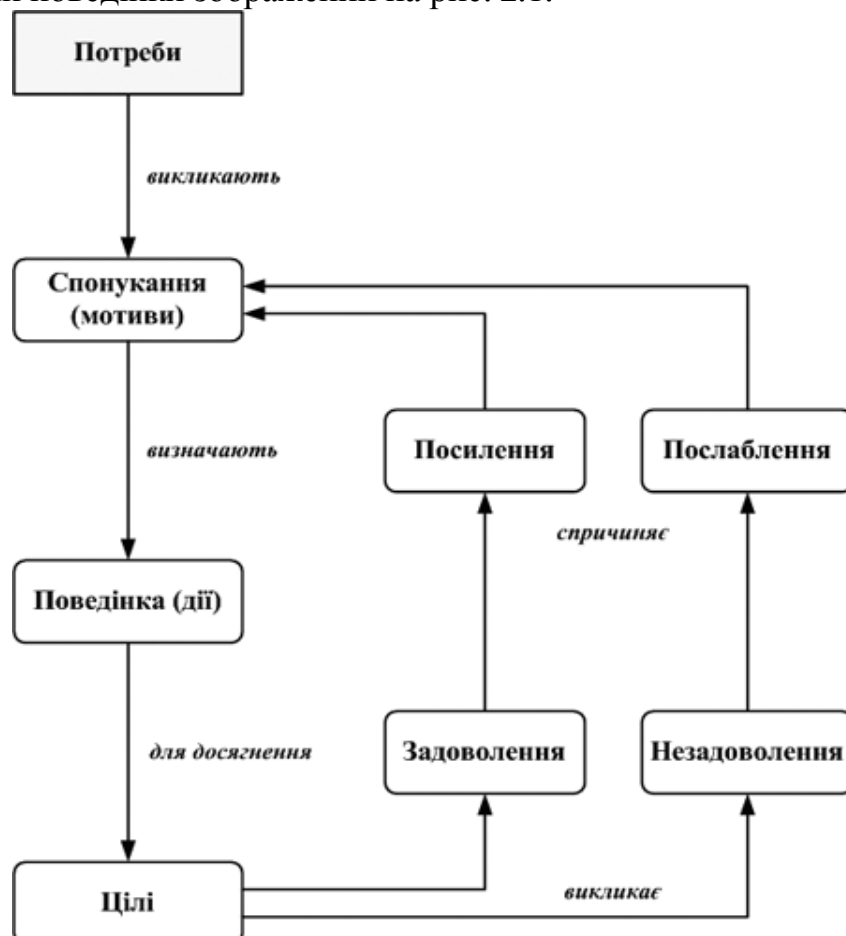 поведінки зображений на рис. 2.1.
Потреби
викликають
Спонукання
(мотиви)
визначають
Посилення
Послаблення
спричиняє
Поведінка (дії)
для досягнення
Задоволення
Незадоволення
Цілі
викликає